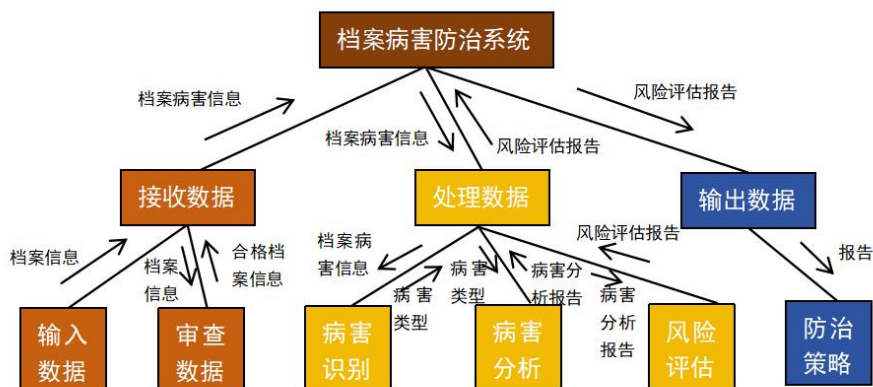 档案病害防治系统
档案病害信息
风险评估报告
档案病害信息
风险评估报告
接收数据
处理数据
输出数据
档案信息
档案
信息
合格档
案信息
档案病
害信息
病害
类型
病害
类型
病害分
析报告
病害
分析
报告
风险评估报告
报告
输入
数据
审查
数据
病害
识别
病害
分析
风险
评估
防治
策略